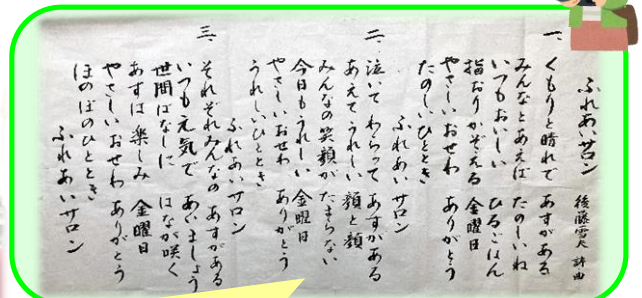 ふれあいサロン
後藤雪夫 詩曲
一、くもりと晴れで あすがある
みんなとあえば たのしいね
いつもおいしい ひるごはん
指おりかぞえる 金曜日
やさしいおせわ ありがとう
たのしいひととき
ふれあいサロン
二、泣いてわらって あすがある
あえてうれしい 顔と顔
みんなの笑顔が たまらない
今日もうれしい 金曜日
やさしいおせわ ありがとう
うれしいひととき
ふれあいサロン
三、それぞれみんなの あすがある
いつも元気で あいましょう
世間ばなしに はなが咲く
あすは楽しみ 金曜日
やさしいおせわ ありがとう
ほのぼのひととき
ふれあいサロン